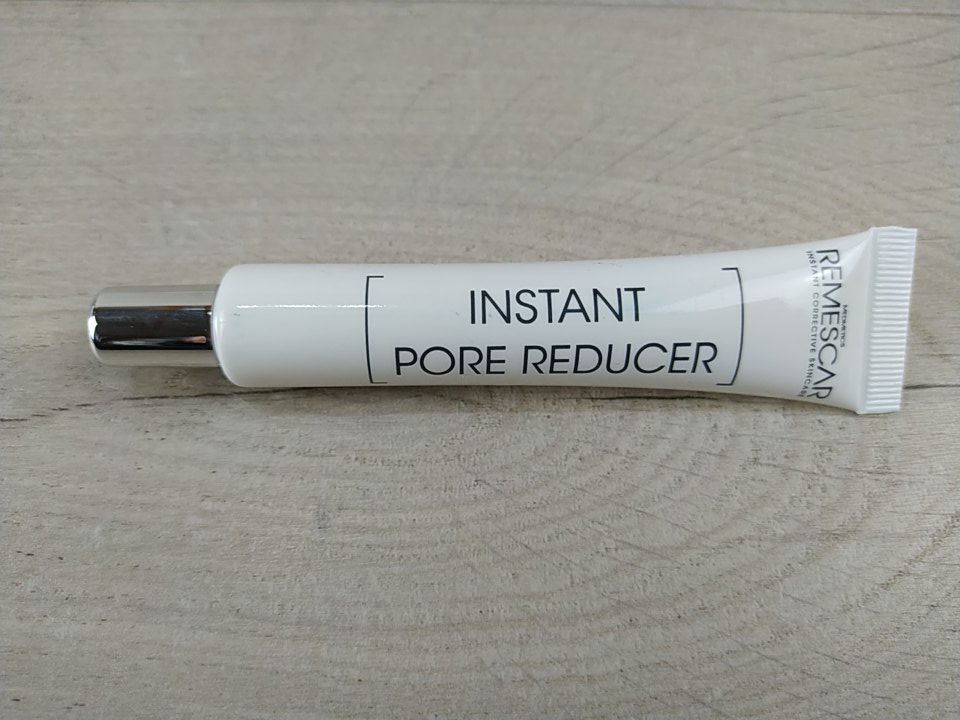 INSTANT
PORE REDUCER
REMESCAR
INSTANT CORRECTIVE SKINCARE